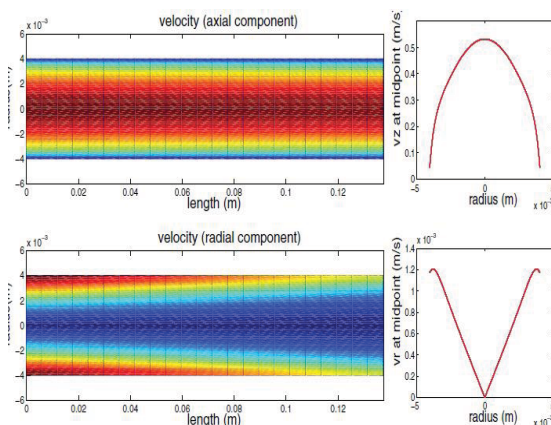 velocity (axial component)
6 x 10⁻³
4
2
0
−2
−4
−6
0 0.02 0.04 0.06 0.08 0.1 0.12
length (m)
vz at midpoint (m/s)
0.5
0.4
0.3
0.2
0.1
0
−5 0 5
radius (m) x 10⁻³
velocity (radial component)
6 x 10⁻³
4
2
0
−2
−4
−6
0 0.02 0.04 0.06 0.08 0.1 0.12
length (m)
vr at midpoint (m/s)
x 10⁻³
1.4
1.2
1
0.8
0.6
0.4
0.2
0
−5 0 5
radius (m)